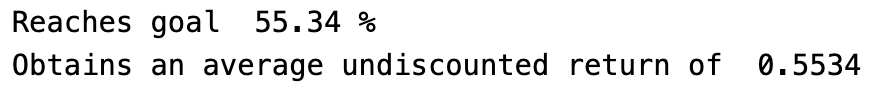 Reaches goal  55.34 %
Obtains an average undiscounted return of  0.5534